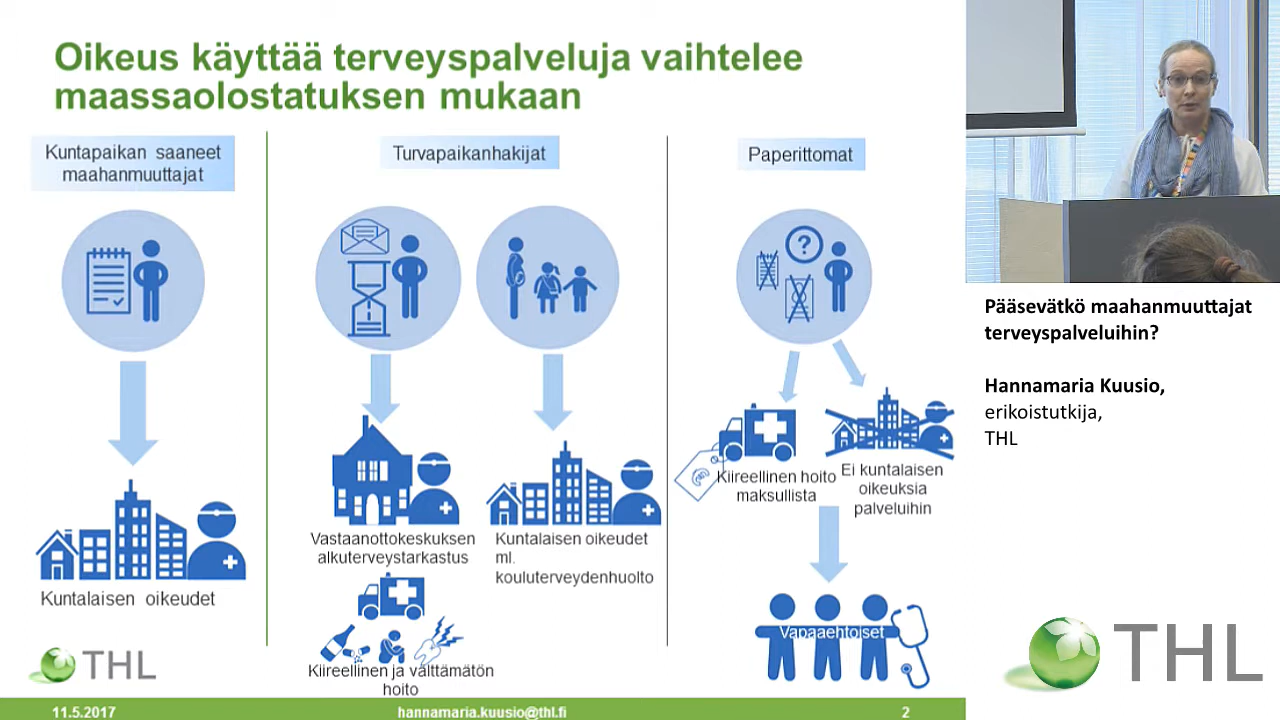 Oikeus käyttää terveyspalveluja vaihtelee
maassaolostatuksen mukaan
Kuntapaikan saaneet
maahanmuuttajat
Kuntalaisen oikeudet
Turvapaikanhakijat
Vastaanottokeskuksen
alkuterveystarkastus
Kiireellinen ja välttämätön
hoito
Kuntalaisen oikeudet
ml.
kouluterveydenhuolto
Paperittomat
?
€
Kiireellinen hoito
maksullista
Ei kuntalaisen
oikeuksia
palveluihin
Vapaaehtoiset
THL
11.5.2017
hannamaria.kuusio@thl.fi
2
Pääsevätkö maahanmuuttajat
terveyspalveluihin?
Hannamaria Kuusio,
erikoistutkija,
THL
THL